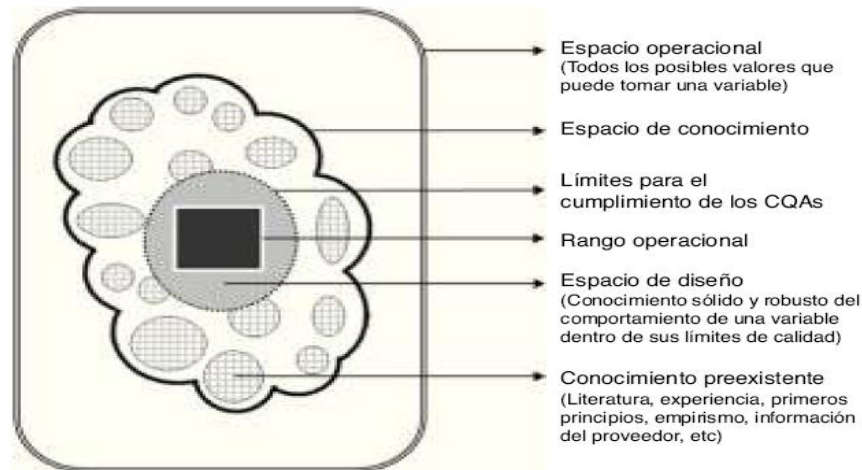 Espacio operacional
(Todos los posibles valores que
puede tomar una variable)
Espacio de conocimiento
Límites para el
cumplimiento de los CQAs
Rango operacional
Espacio de diseño
(Conocimiento sólido y robusto del
comportamiento de una variable
dentro de sus límites de calidad)
Conocimiento preexistente
(Literatura, experiencia, primeros
principios, empirismo, información
del proveedor, etc)